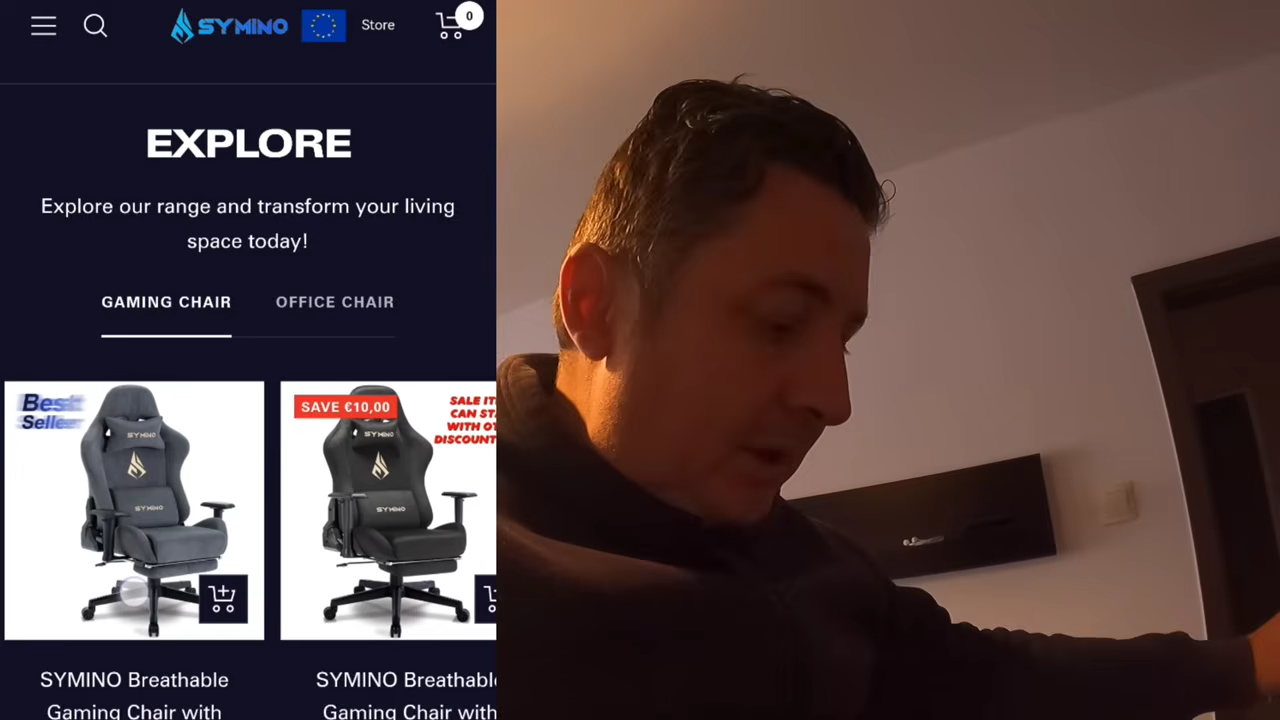 SYMINO
Store
0
EXPLORE
Explore our range and transform your living
space today!
GAMING CHAIR
OFFICE CHAIR
Best
Seller
SYMINO
SYMINO
SAVE €10,00
SALE IT
CAN ST
WITH OT
DISCOUNT
SYMINO
SYMINO
SYMINO Breathable
Gaming Chair with
SYMINO Breathabl
Gaming Chair with